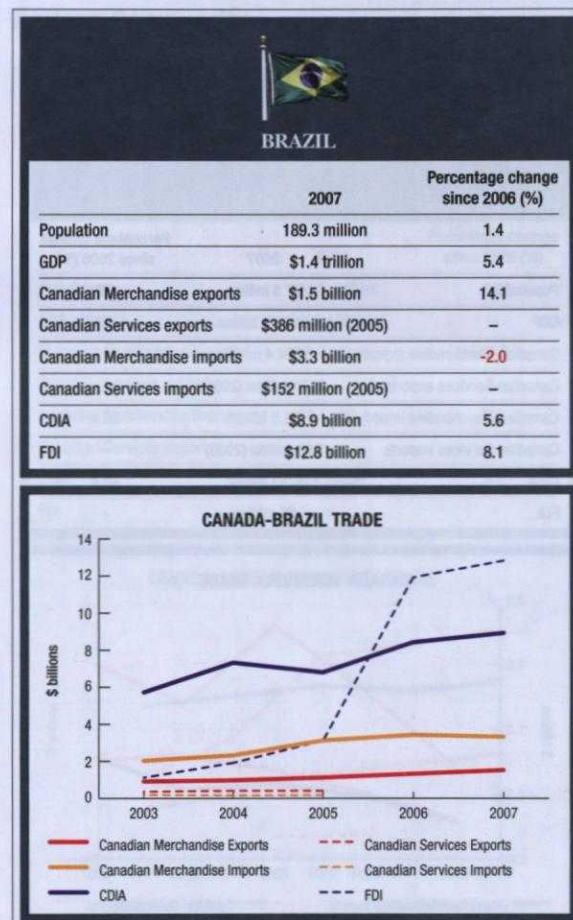 BRAZIL
2007 Percentage change since 2006 (%)
Population 189.3 million 1.4
GDP $1.4 trillion 5.4
Canadian Merchandise exports $1.5 billion 14.1
Canadian Services exports $386 million (2005) –
Canadian Merchandise imports $3.3 billion -2.0
Canadian Services imports $152 million (2005) –
CDIA $8.9 billion 5.6
FDI $12.8 billion 8.1
CANADA-BRAZIL TRADE
$ billions
14
12
10
8
6
4
2
0
2003 2004 2005 2006 2007
Canadian Merchandise Exports Canadian Services Exports
Canadian Merchandise Imports Canadian Services Imports
CDIA FDI